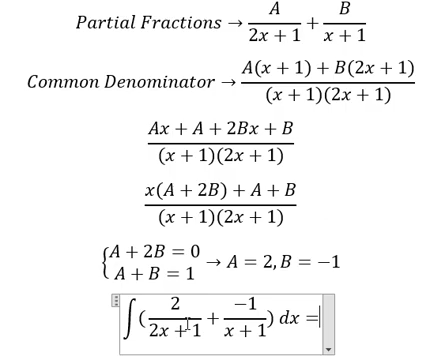 Partial Fractions → A/(2x + 1) + B/(x + 1)
Common Denominator → (A(x + 1) + B(2x + 1))/((x + 1)(2x + 1))
(Ax + A + 2Bx + B)/((x + 1)(2x + 1))
(x(A + 2B) + A + B)/((x + 1)(2x + 1))
{A + 2B = 0, A + B = 1 → A = 2, B = −1
∫(2/(2x + 1) + −1/(x + 1)) dx =